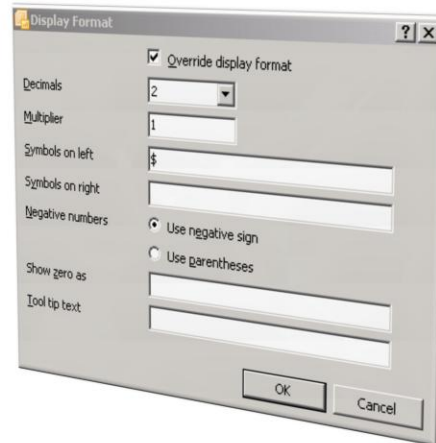 Display Format
Override display format
Decimals
2
Multiplier
1
Symbols on left
$
Symbols on right
Negative numbers
Use negative sign
Use parentheses
Show zero as
Tool tip text
OK
Cancel